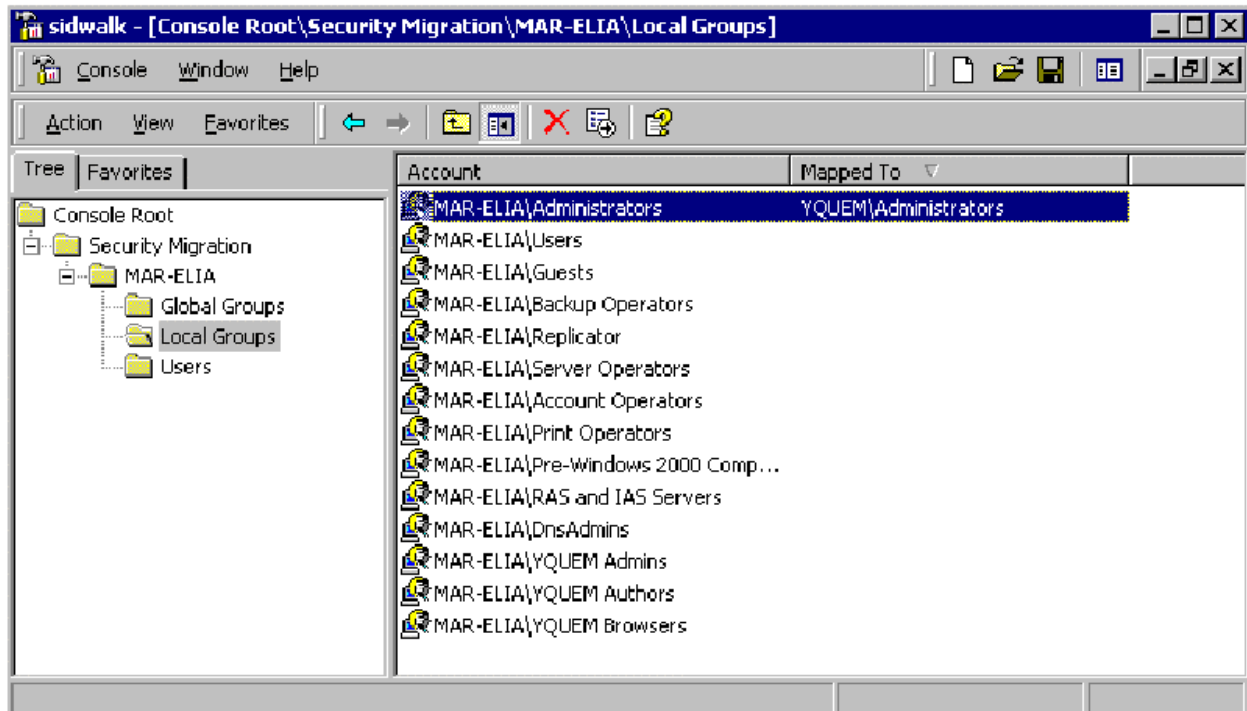 sidwalk - [Console Root\Security Migration\MAR-ELIA\Local Groups]
Console Window Help
Action View Favorites
Tree Favorites
Account Mapped To
Console Root
Security Migration
MAR-ELIA
Global Groups
Local Groups
Users
MAR-ELIA\Administrators YQUEM\Administrators
MAR-ELIA\Users
MAR-ELIA\Guests
MAR-ELIA\Backup Operators
MAR-ELIA\Replicator
MAR-ELIA\Server Operators
MAR-ELIA\Account Operators
MAR-ELIA\Print Operators
MAR-ELIA\Pre-Windows 2000 Comp...
MAR-ELIA\RAS and IAS Servers
MAR-ELIA\DnsAdmins
MAR-ELIA\YQUEM Admins
MAR-ELIA\YQUEM Authors
MAR-ELIA\YQUEM Browsers